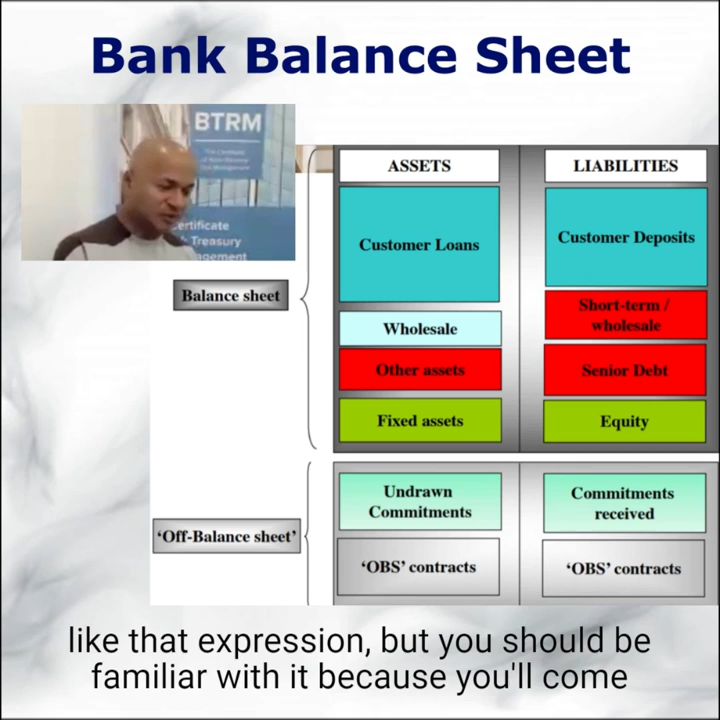 Bank Balance Sheet
BTRM
ertificate
Treasury
agement
ASSETS
LIABILITIES
Customer Loans
Customer Deposits
Balance sheet
Short-term /
wholesale
Wholesale
Other assets
Senior Debt
Fixed assets
Equity
Undrawn
Commitments
Commitments
received
‘Off-Balance sheet’
‘OBS’ contracts
‘OBS’ contracts
like that expression, but you should be
familiar with it because you'll come